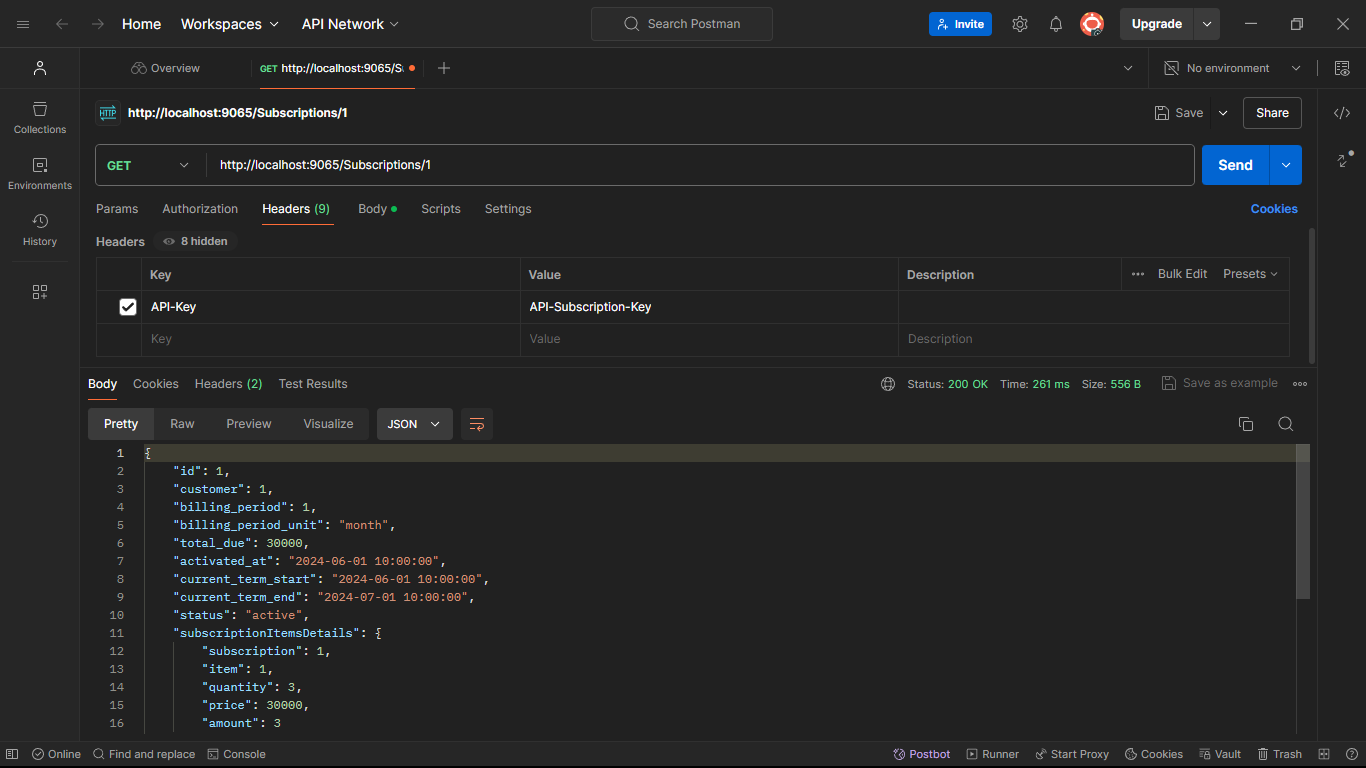 Home Workspaces API Network Search Postman Invite Upgrade
Overview GET http://localhost:9065/S No environment
HTTP http://localhost:9065/Subscriptions/1 Save Share
Collections
Environments
History
GET http://localhost:9065/Subscriptions/1 Send
Params Authorization Headers (9) Body Scripts Settings Cookies
Headers 8 hidden
Key Value Description ••• Bulk Edit Presets
API-Key API-Subscription-Key
Key Value Description
Body Cookies Headers (2) Test Results Status: 200 OK Time: 261 ms Size: 556 B Save as example
Pretty Raw Preview Visualize JSON
1 {
2 "id": 1,
3 "customer": 1,
4 "billing_period": 1,
5 "billing_period_unit": "month",
6 "total_due": 30000,
7 "activated_at": "2024-06-01 10:00:00",
8 "current_term_start": "2024-06-01 10:00:00",
9 "current_term_end": "2024-07-01 10:00:00",
10 "status": "active",
11 "subscriptionItemsDetails": {
12 "subscription": 1,
13 "item": 1,
14 "quantity": 3,
15 "price": 30000,
16 "amount": 3
Online Find and replace Console Postbot Runner Start Proxy Cookies Vault Trash